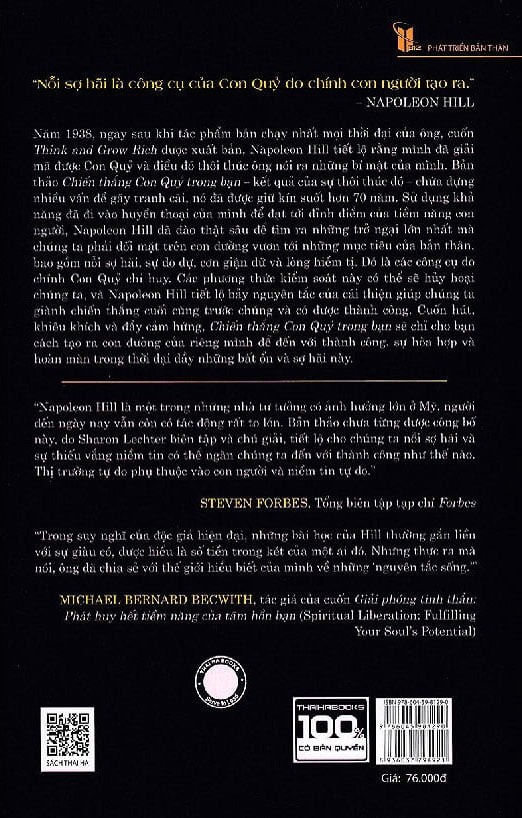 PHÁT TRIỂN BẢN THÂN
“Nỗi sợ hãi là công cụ của Con Quỷ do chính con người tạo ra.”
– NAPOLEON HILL
Năm 1938, ngay sau khi tác phẩm bán chạy nhất mọi thời đại của ông, cuốn
Think and Grow Rich được xuất bản, Napoleon Hill tiết lộ rằng mình đã giải
mã được Con Quỷ và điều đó thôi thúc ông nói ra những bí mật của mình. Bản
thảo Chiến thắng Con Quỷ trong bạn – kết quả của sự thôi thúc đó – chứa đựng
nhiều vấn đề gây tranh cãi, nó đã được giữ kín suốt hơn 70 năm. Sử dụng khả
năng đã đi vào huyền thoại của mình để đạt tới đỉnh điểm của tiềm năng con
người, Napoleon Hill đã đào thật sâu để tìm ra những trở ngại lớn nhất mà
chúng ta phải đối mặt trên con đường vươn tới những mục tiêu của bản thân,
bao gồm nỗi sợ hãi, sự do dự, cơn giận dữ và lòng hiềm tị. Đó là các công cụ do
chính Con Quỷ chỉ huy. Các phương thức kiểm soát này có thể sẽ hủy hoại
chúng ta, và Napoleon Hill tiết lộ bảy nguyên tắc của cải thiện giúp chúng ta
giành chiến thắng cuối cùng trước chúng và có được thành công. Cuốn hút,
khiêu khích và đầy cảm hứng, Chiến thắng Con Quỷ trong bạn sẽ chỉ cho bạn
cách tạo ra con đường của riêng mình để đến với thành công, sự hòa hợp và
hoàn mãn trong thời đại đầy những bất ổn và sợ hãi này.
“Napoleon Hill là một trong những nhà tư tưởng có ảnh hưởng lớn ở Mỹ, người
đến ngày nay vẫn còn có tác động rất to lớn. Bản thảo chưa từng được công bố
này, do Sharon Lechter biên tập và chú giải, tiết lộ cho chúng ta nỗi sợ hãi và
sự thiếu vắng niềm tin có thể ngăn chúng ta đến với thành công như thế nào.
Thị trường tự do phụ thuộc vào con người và niềm tin tự do.”
STEVEN FORBES, Tổng biên tập tạp chí Forbes
“Trong suy nghĩ của độc giả hiện đại, những bài học của Hill thường gắn liền
với sự giàu có, được hiểu là số tiền trong két của một ai đó. Nhưng thực ra mà
nói, ông đã chia sẻ với thế giới hiểu biết của mình về những ‘nguyên tắc sống.’”
MICHAEL BERNARD BECWITH, tác giả của cuốn Giải phóng tinh thần:
Phát huy hết tiềm năng của tâm hồn bạn (Spiritual Liberation: Fulfilling
Your Soul's Potential)
THAIHABOOKS
SÁCH THÁI HÀ
THAIHABOOKS
100%
CÓ BẢN QUYỀN
Giá: 76.000đ